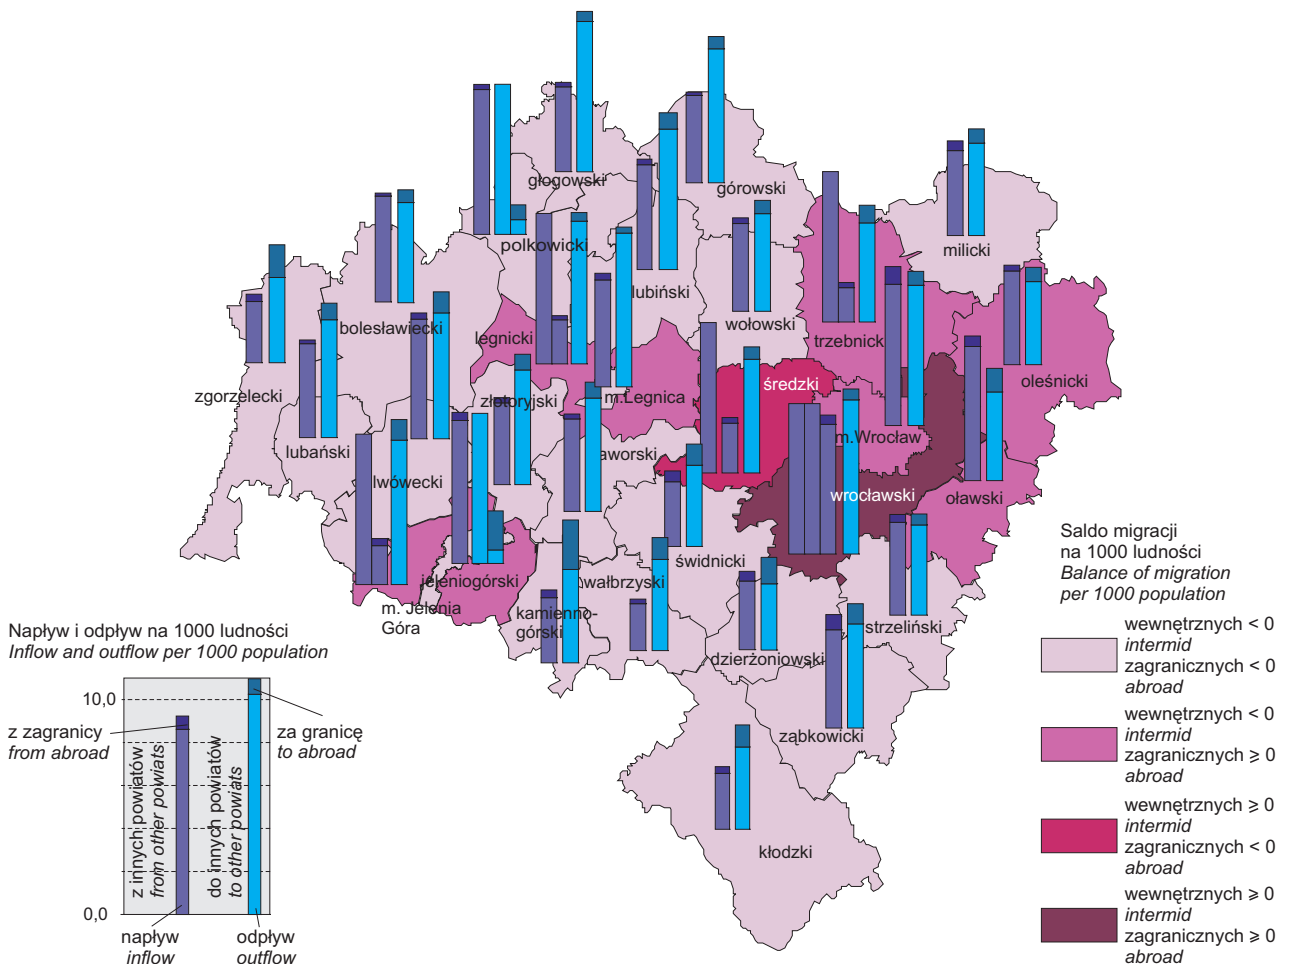 głogowski
górowski
milicki
polkowicki
lubiński
wołowski
bolesławiecki
legnicki
trzebnick
zgorzelecki
złotoryjski
m.Legnica
średzki
oleśnicki
lubański
lwówecki
aworski
m.Wrocław
wrocławski
oławski
jeleniogórski
wałbrzyski
świdnicki
m. Jelenia
Góra
kamienno-
górski
strzeliński
dzierżoniowski
ząbkowicki
kłodzki
Napływ i odpływ na 1000 ludności
Inflow and outflow per 1000 population
10,0
z zagranicy
from abroad
za granicę
to abroad
z innych powiatów
from other powiats
do innych powiatów
to other powiats
0,0
napływ
inflow
odpływ
outflow
Saldo migracji
na 1000 ludności
Balance of migration
per 1000 population
wewnętrznych < 0
intermid
zagranicznych < 0
abroad
wewnętrznych < 0
intermid
zagranicznych ⩾ 0
abroad
wewnętrznych ⩾ 0
intermid
zagranicznych < 0
abroad
wewnętrznych ⩾ 0
intermid
zagranicznych ⩾ 0
abroad